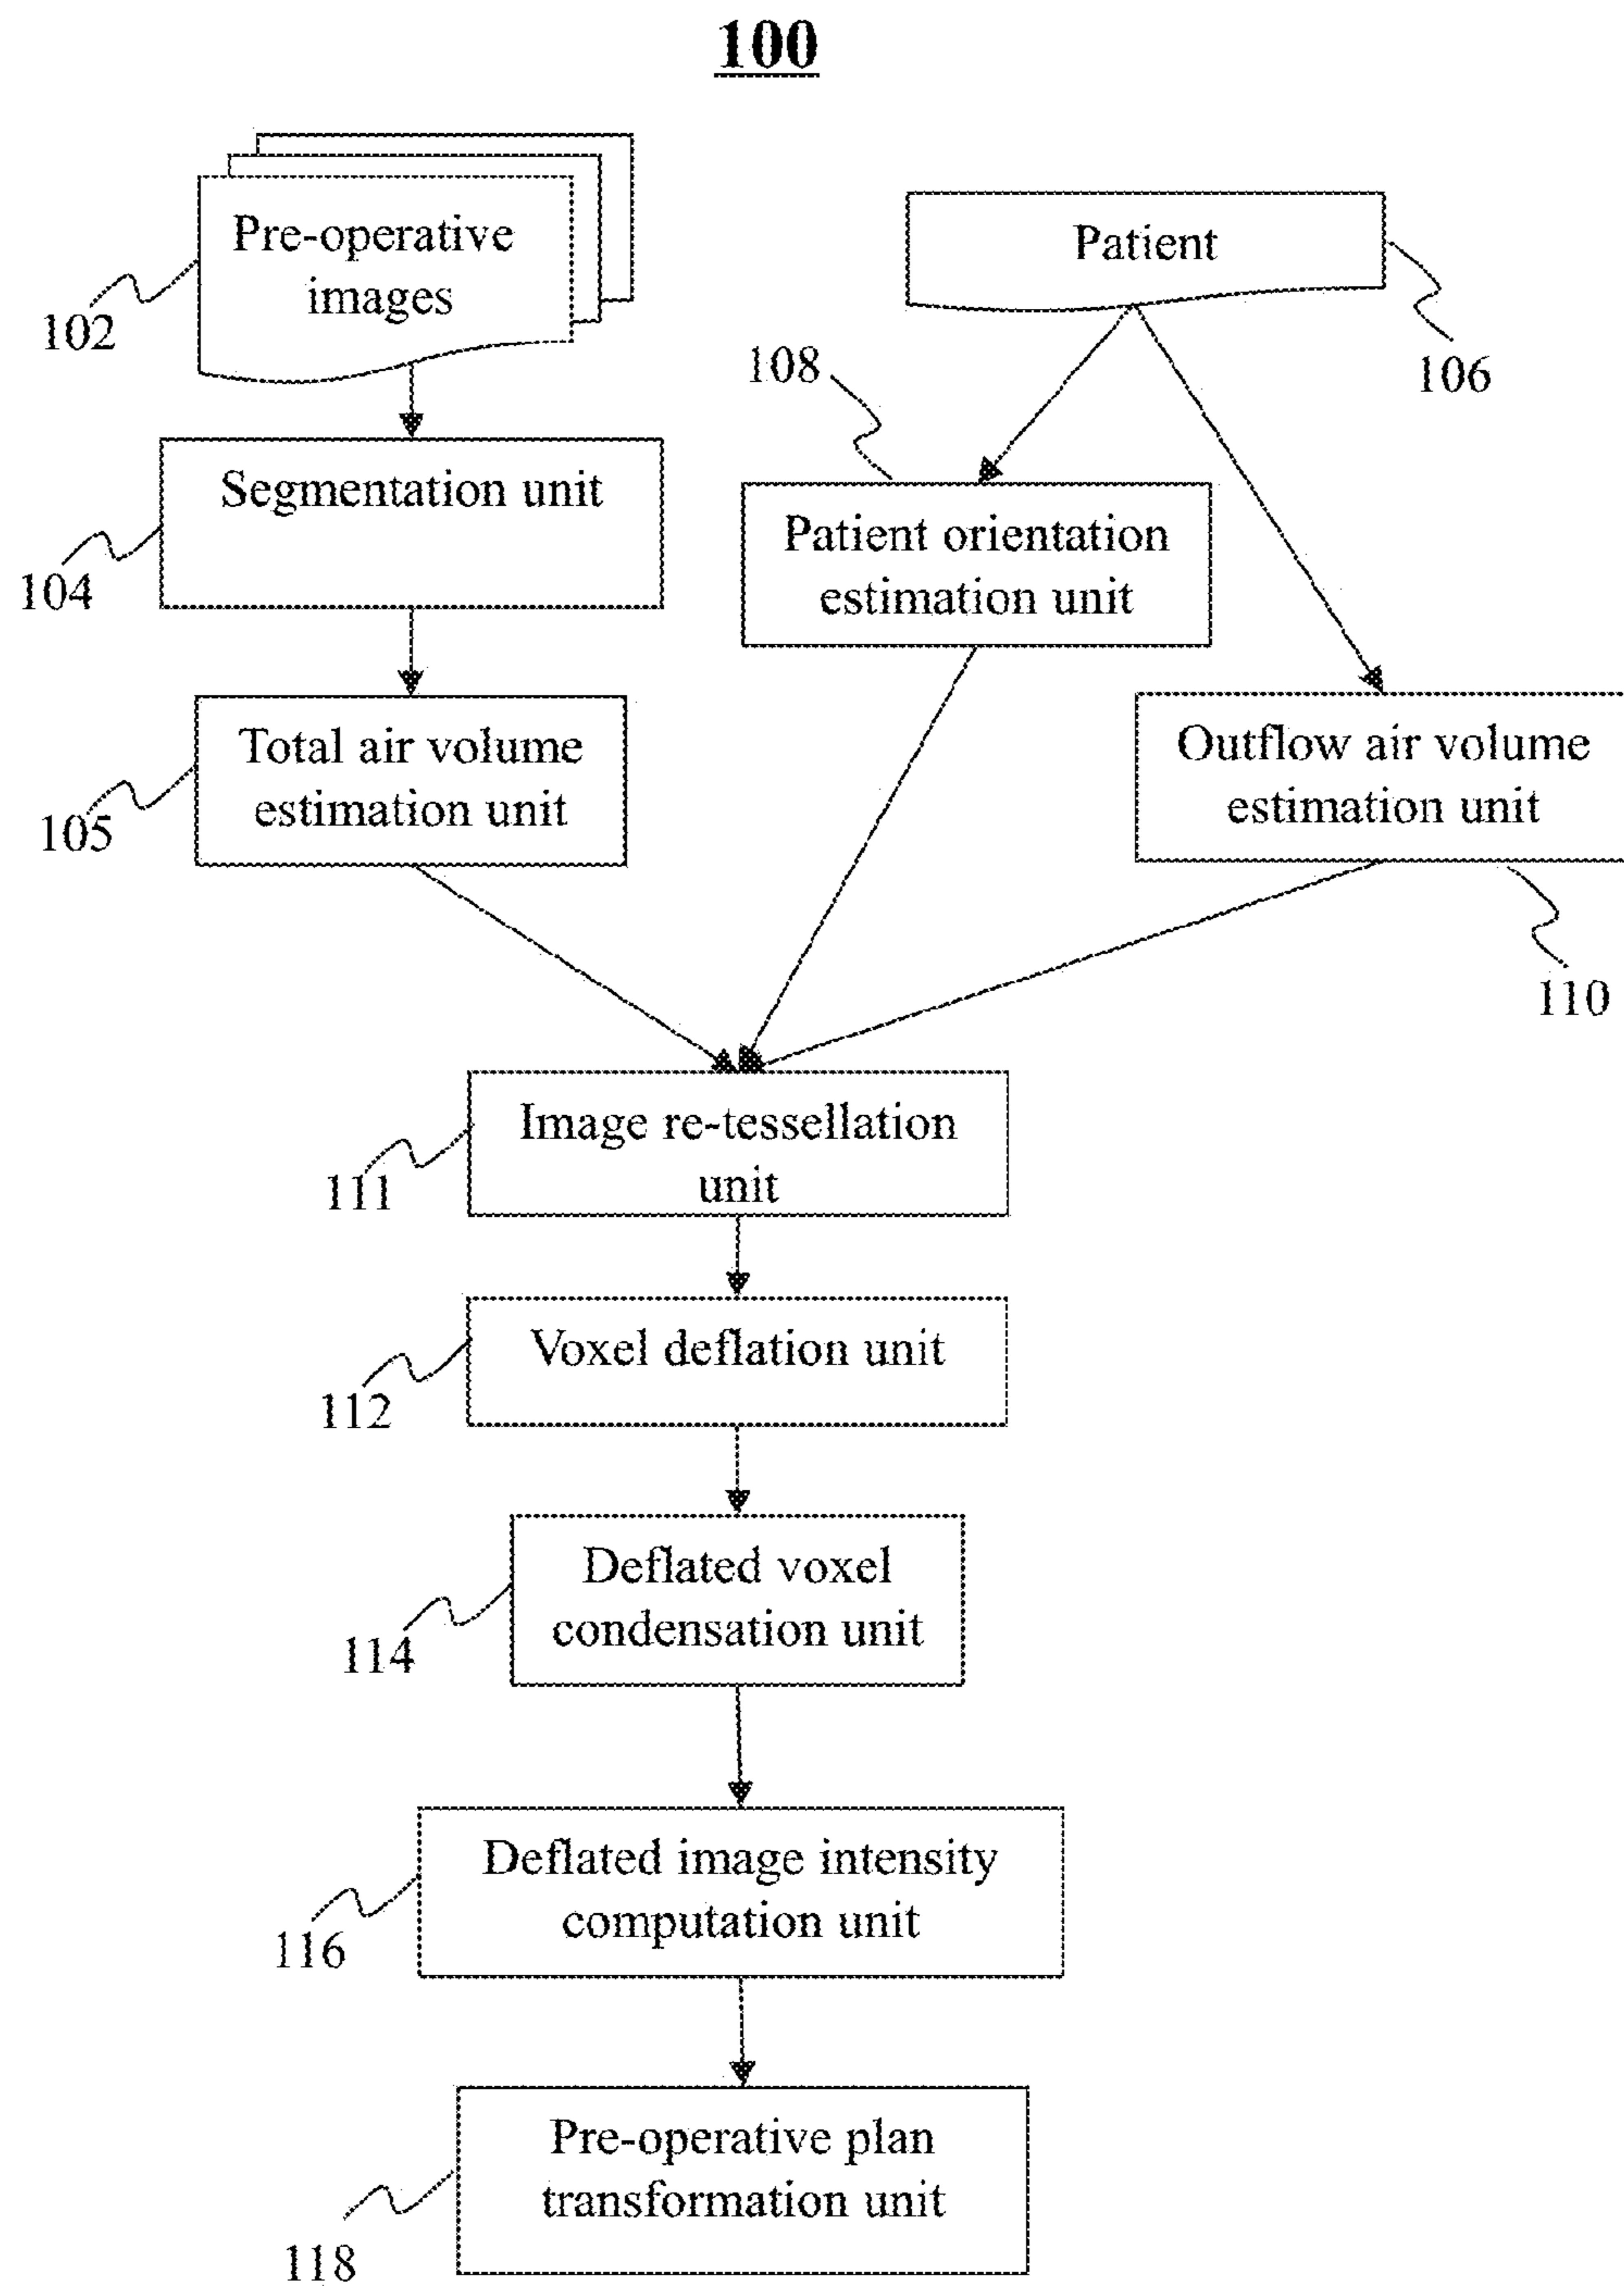 100
Pre-operative
images
102
Patient
106
108
Segmentation unit
104
Patient orientation
estimation unit
Total air volume
estimation unit
105
Outflow air volume
estimation unit
110
Image re-tessellation
unit
111
Voxel deflation unit
112
Deflated voxel
condensation unit
114
Deflated image intensity
computation unit
116
Pre-operative plan
transformation unit
118